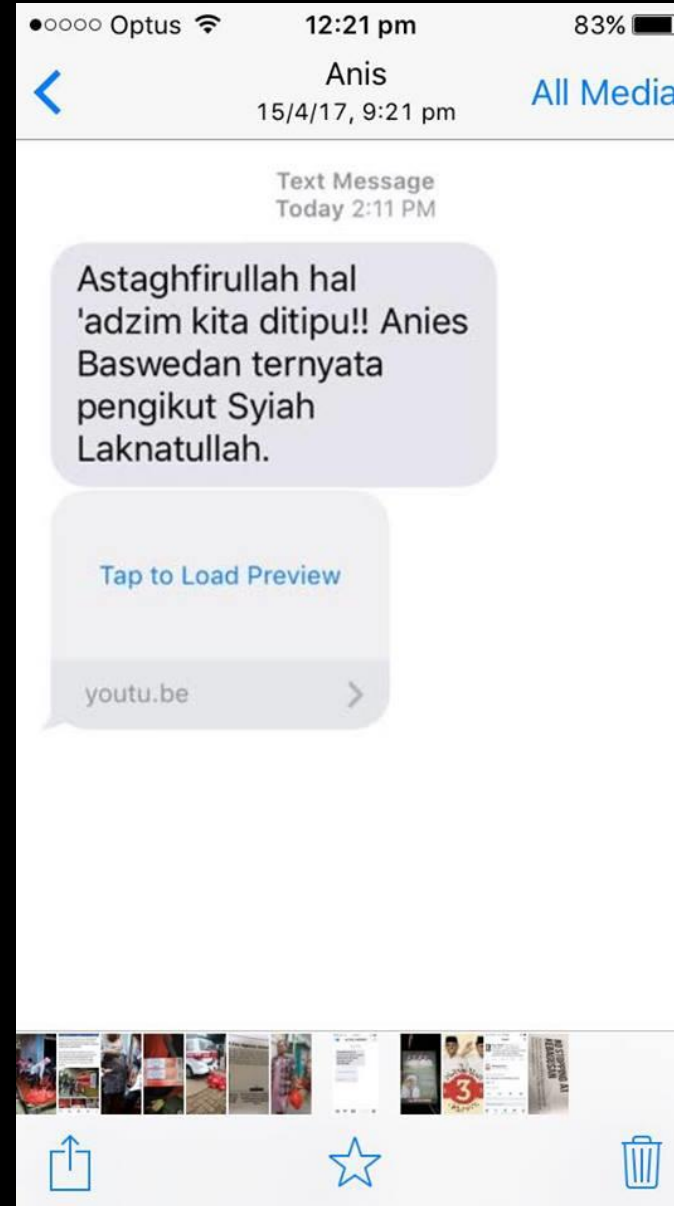 Optus 12:21 pm 83%
Anis
15/4/17, 9:21 pm
All Media
Text Message
Today 2:11 PM
Astaghfirullah hal
'adzim kita ditipu!! Anies
Baswedan ternyata
pengikut Syiah
Laknatullah.
Tap to Load Preview
youtu.be
3